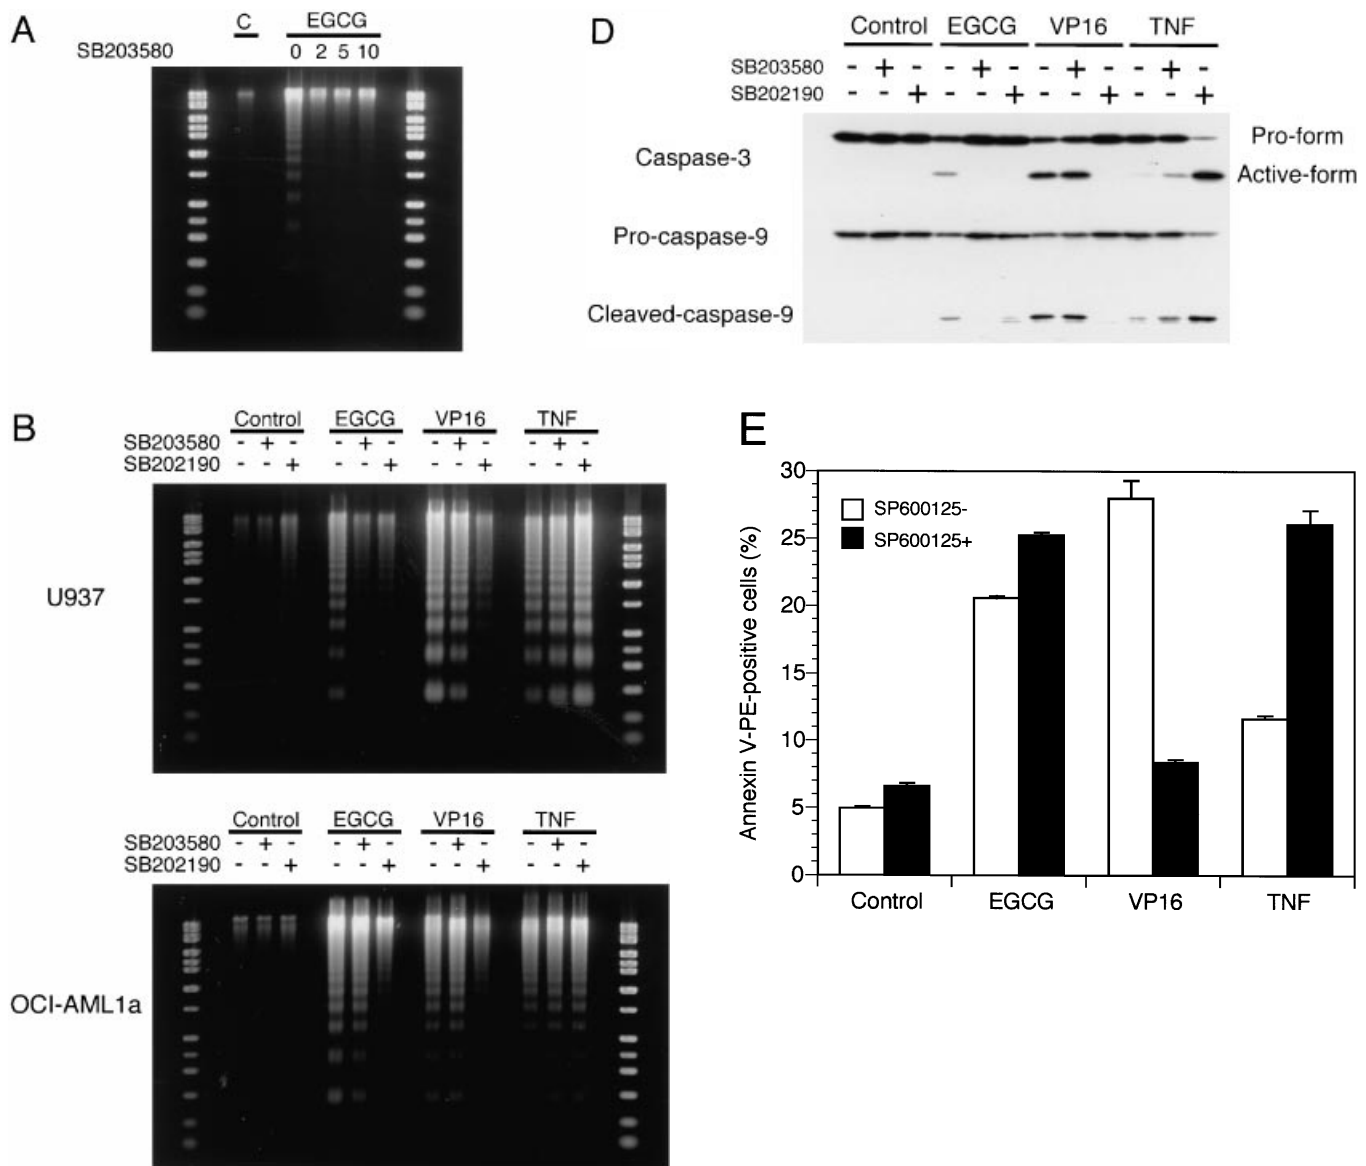 A
C EGCG
SB203580 0 2 5 10
B
Control EGCG VP16 TNF
SB203580 - + - - + - - + - - + -
SB202190 - - + - - + - - + - - +
U937
Control EGCG VP16 TNF
SB203580 - + - - + - - + - - + -
SB202190 - - + - - + - - + - - +
OCI-AML1a
D
Control EGCG VP16 TNF
SB203580 - + - - + - - + - - + -
SB202190 - - + - - + - - + - - +
Caspase-3
Pro-form
Active-form
Pro-caspase-9
Cleaved-caspase-9
E
Annexin V-PE-positive cells (%)
30
25
20
15
10
5
0
SP600125-
SP600125+
Control EGCG VP16 TNF